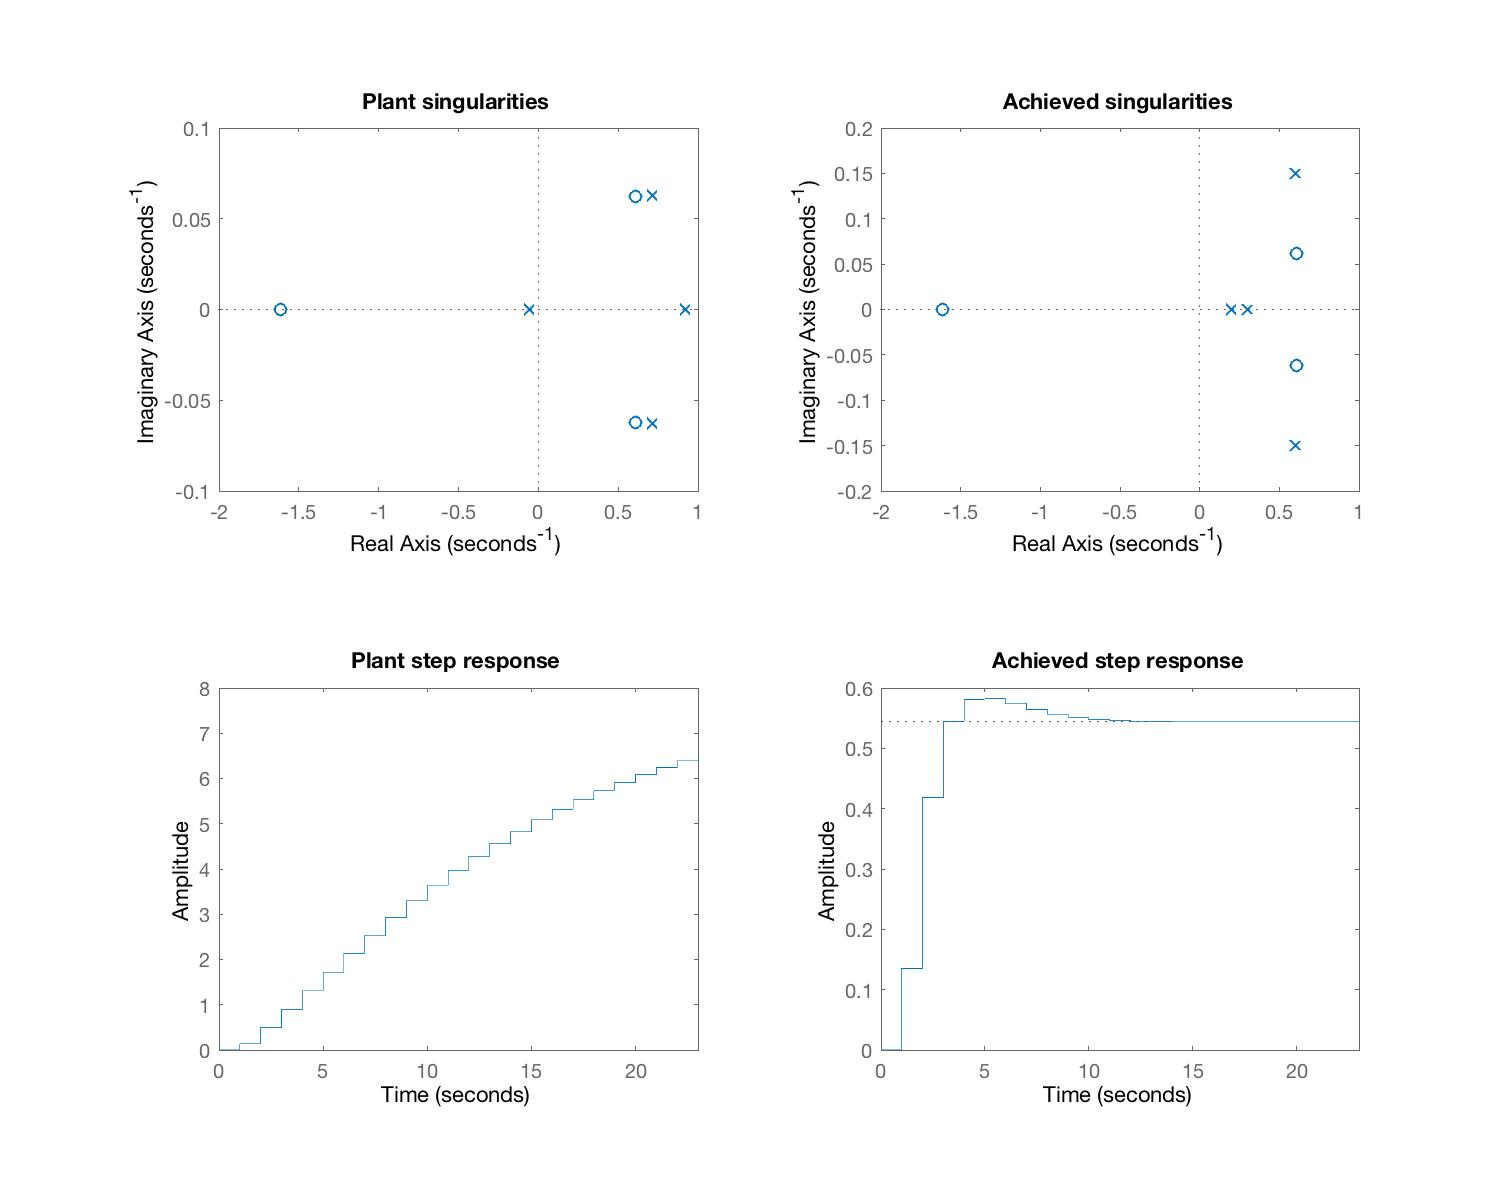 Plant singularities
0.1
0.05
0
-0.05
-0.1
-2 -1.5 -1 -0.5 0 0.5 1
Imaginary Axis (seconds⁻¹)
Real Axis (seconds⁻¹)
Achieved singularities
0.2
0.15
0.1
0.05
0
-0.05
-0.1
-0.15
-0.2
-2 -1.5 -1 -0.5 0 0.5 1
Imaginary Axis (seconds⁻¹)
Real Axis (seconds⁻¹)
Plant step response
8
7
6
5
4
3
2
1
0
0 5 10 15 20
Amplitude
Time (seconds)
Achieved step response
0.6
0.5
0.4
0.3
0.2
0.1
0
0 5 10 15 20
Amplitude
Time (seconds)